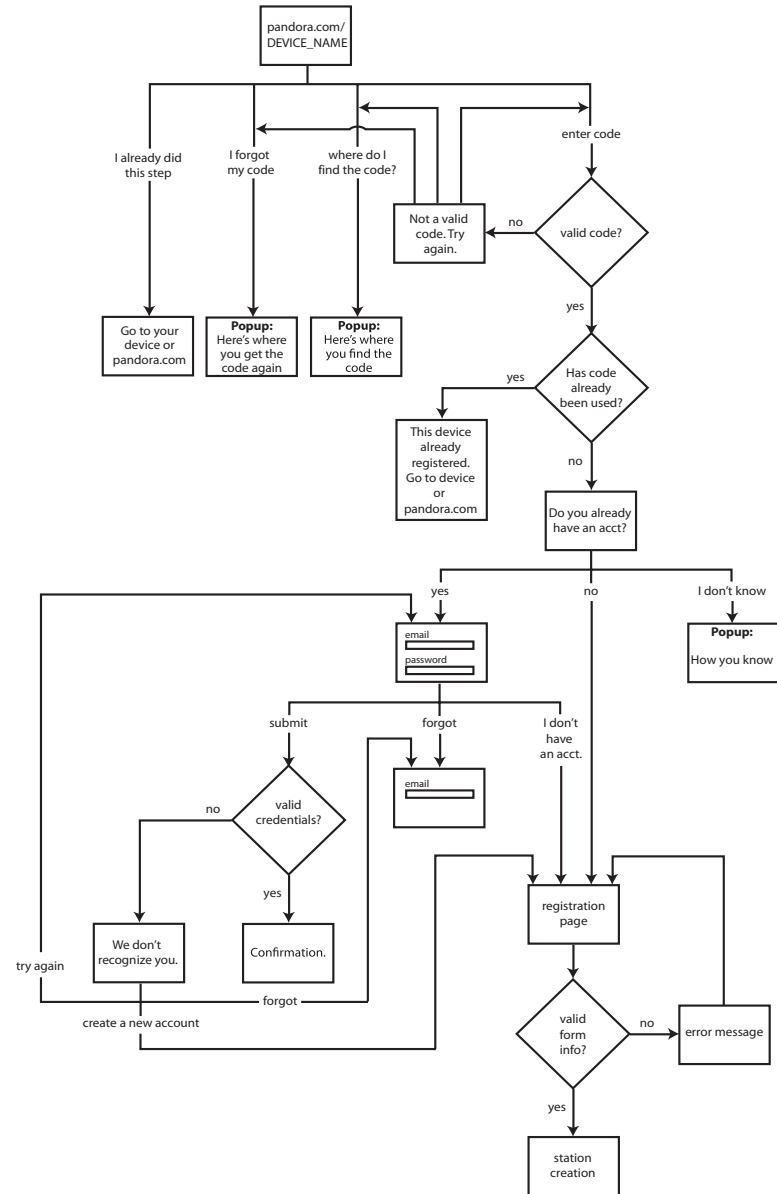 pandora.com/
DEVICE_NAME
I already did
this step
I forgot
my code
where do I
find the code?
enter code
Not a valid
code. Try
again.
no
valid code?
yes
Go to your
device or
pandora.com
Popup:
Here's where
you get the
code again
Popup:
Here's where
you find the
code
yes
Has code
already
been used?
This device
already
registered.
Go to device
or
pandora.com
no
Do you already
have an acct?
yes
no
I don't know
email
password
Popup:
How you know
submit
forgot
I don't
have
an acct.
email
no
valid
credentials?
yes
registration
page
We don't
recognize you.
Confirmation.
try again
forgot
create a new account
valid
form
info?
no
error message
yes
station
creation